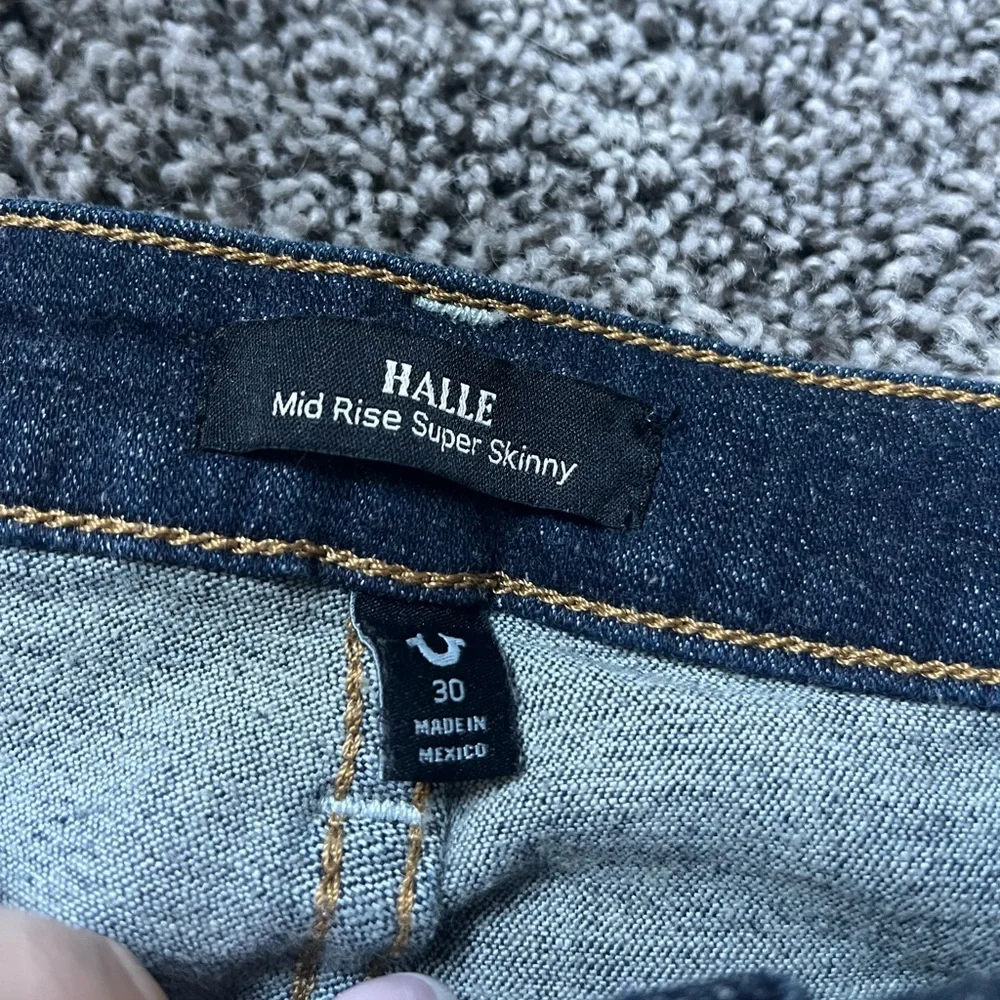 HALLE
Mid Rise Super Skinny
30
MADE IN
MEXICO